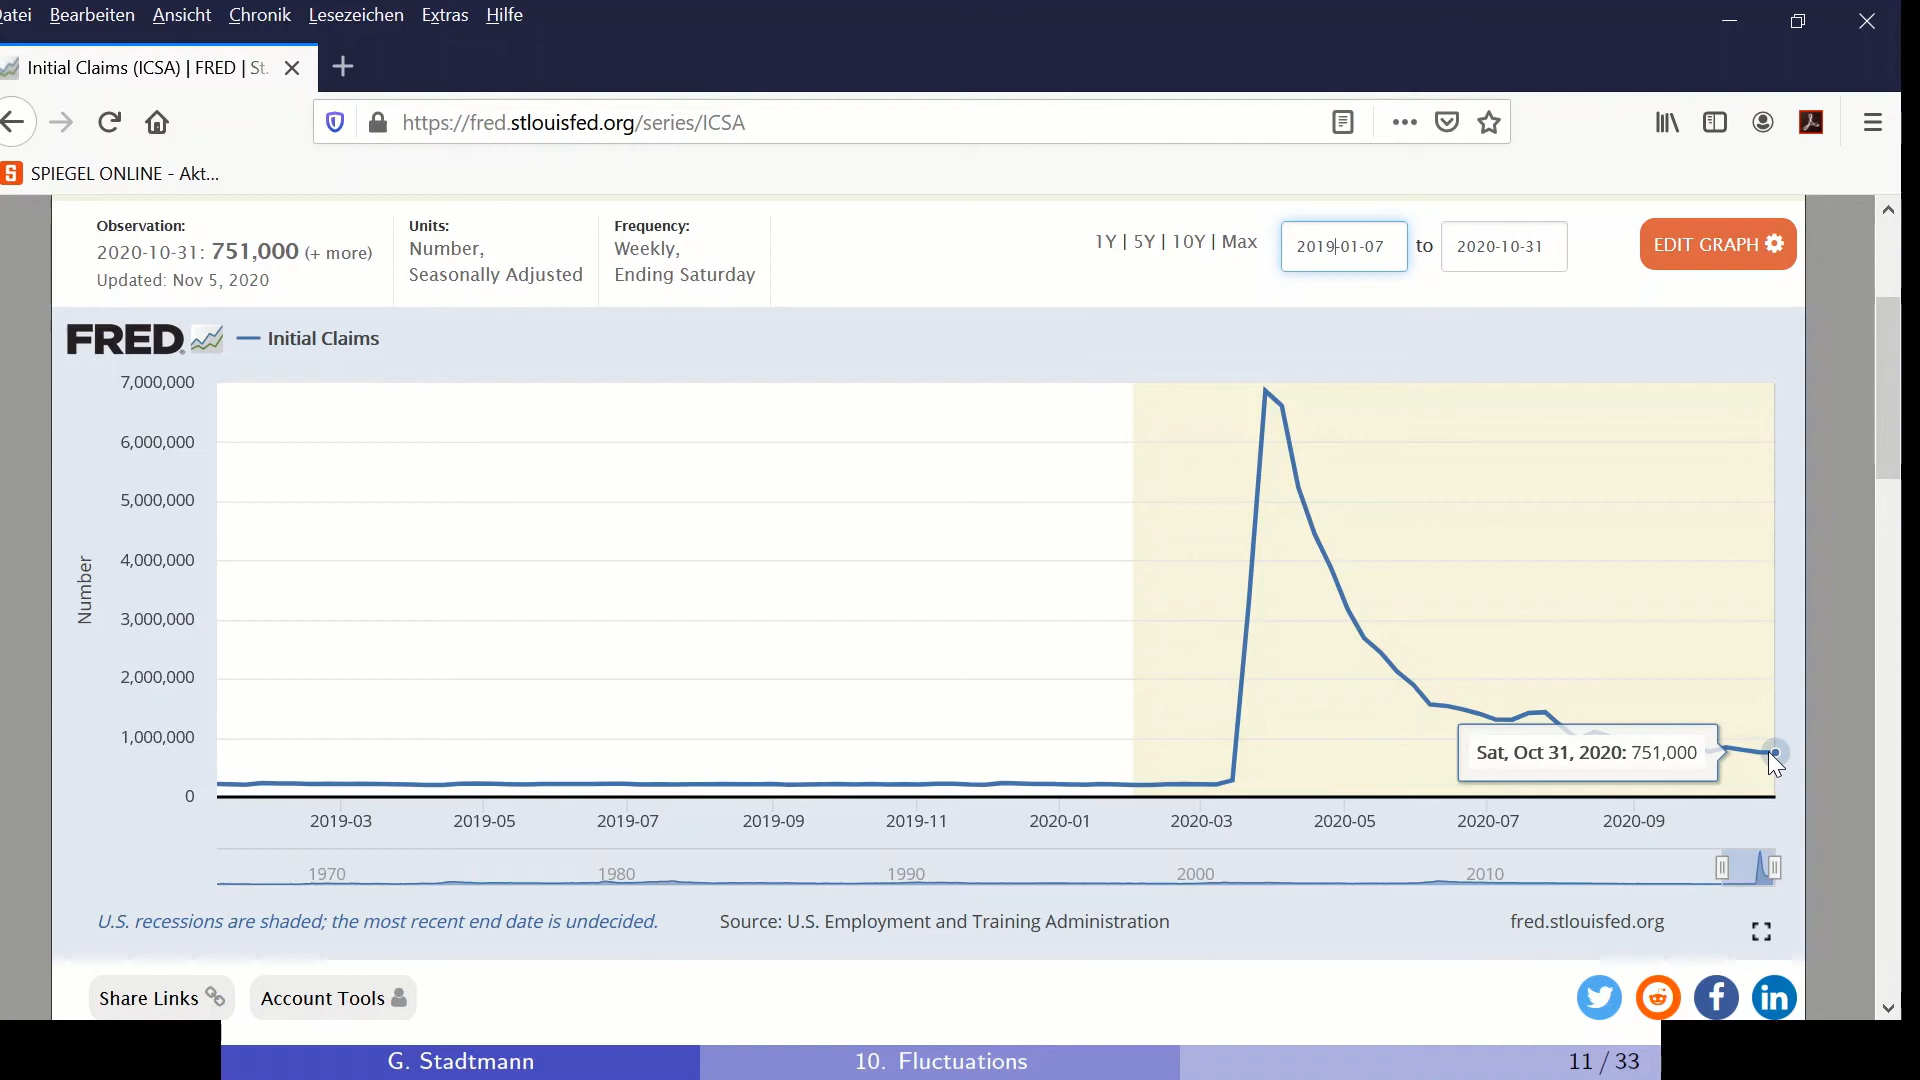 atei Bearbeiten Ansicht Chronik Lesezeichen Extras Hilfe
Initial Claims (ICSA) | FRED | St.
https://fred.stlouisfed.org/series/ICSA
SPIEGEL ONLINE - Akt...
Observation:
2020-10-31: 751,000 (+ more)
Updated: Nov 5, 2020
Units:
Number,
Seasonally Adjusted
Frequency:
Weekly,
Ending Saturday
1Y | 5Y | 10Y | Max
2019-01-07 to 2020-10-31
EDIT GRAPH
FRED
Initial Claims
Number
7,000,000
6,000,000
5,000,000
4,000,000
3,000,000
2,000,000
1,000,000
0
Sat, Oct 31, 2020: 751,000
2019-03 2019-05 2019-07 2019-09 2019-11 2020-01 2020-03 2020-05 2020-07 2020-09
1970 1980 1990 2000 2010
U.S. recessions are shaded; the most recent end date is undecided.
Source: U.S. Employment and Training Administration
fred.stlouisfed.org
Share Links
Account Tools
G. Stadtmann 10. Fluctuations 11 / 33